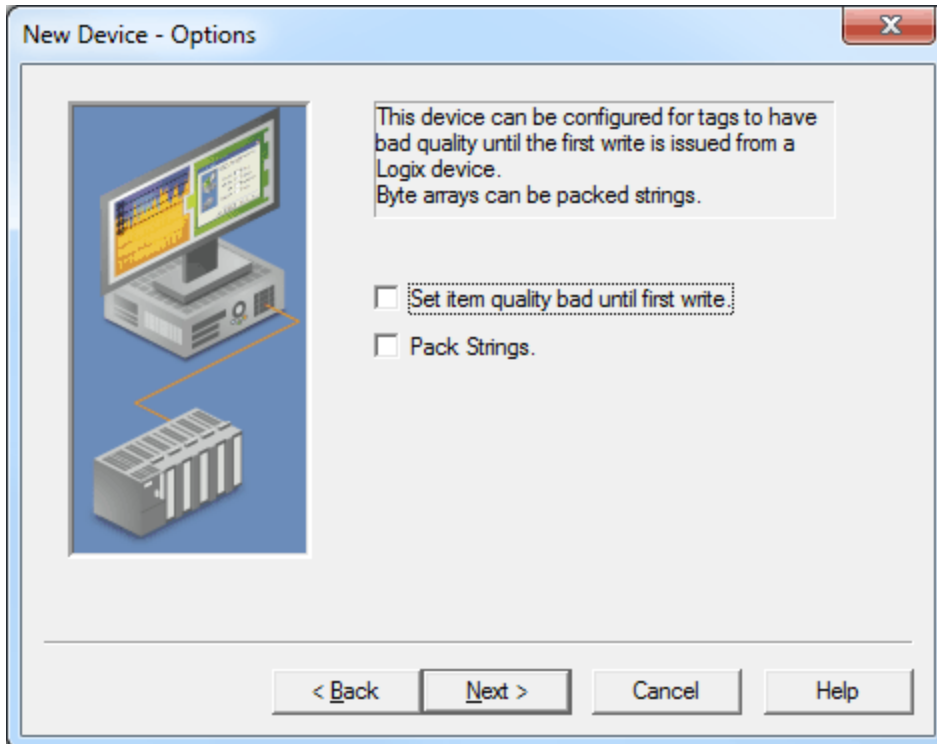 New Device - Options
This device can be configured for tags to have
bad quality until the first write is issued from a
Logix device.
Byte arrays can be packed strings.
Set item quality bad until first write.
Pack Strings.
< Back
Next >
Cancel
Help